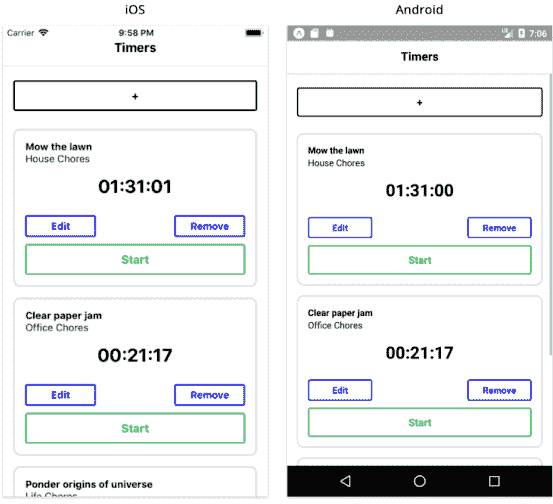 iOS
Carrier 9:58 PM
Timers
+
Mow the lawn
House Chores
01:31:01
Edit Remove
Start
Clear paper jam
Office Chores
00:21:17
Edit Remove
Start
Ponder origins of universe
Life Chores
Android
7:06
Timers
+
Mow the lawn
House Chores
01:31:00
Edit Remove
Start
Clear paper jam
Office Chores
00:21:17
Edit Remove
Start